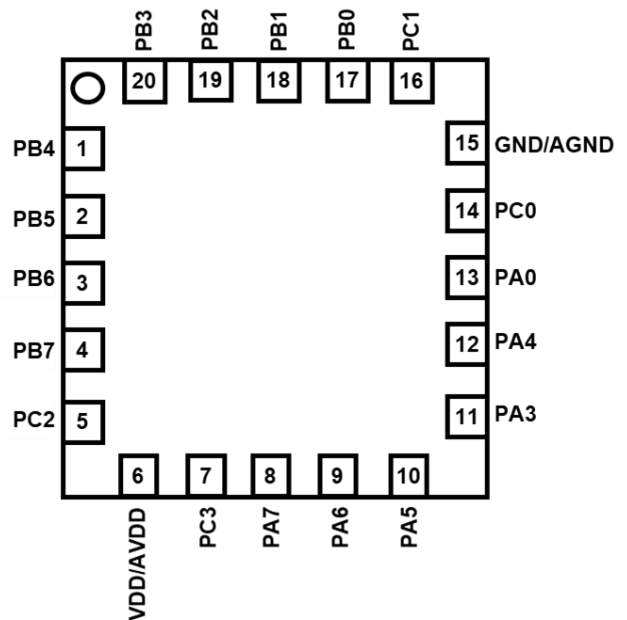 PB3 PB2 PB1 PB0 PC1
20 19 18 17 16
PB4 1
15 GND/AGND
PB5 2
14 PC0
PB6 3
13 PA0
PB7 4
12 PA4
PC2 5
11 PA3
6 7 8 9 10
VDD/AVDD PC3 PA7 PA6 PA5